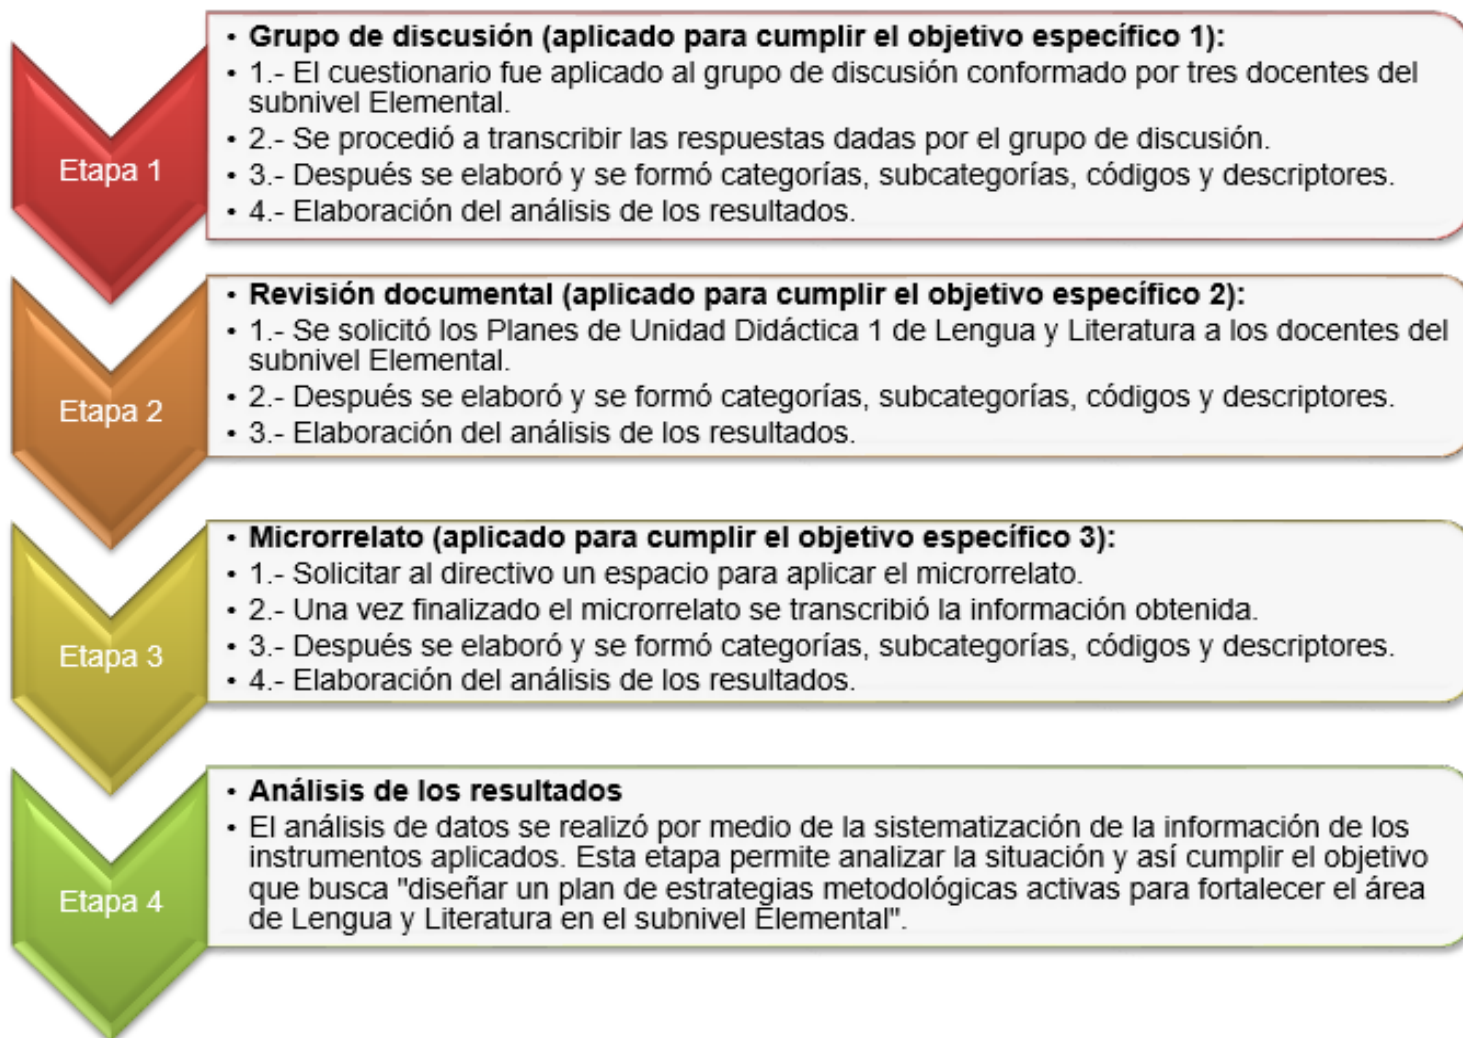 Etapa 1
• Grupo de discusión (aplicado para cumplir el objetivo específico 1):
• 1.- El cuestionario fue aplicado al grupo de discusión conformado por tres docentes del
subnivel Elemental.
• 2.- Se procedió a transcribir las respuestas dadas por el grupo de discusión.
• 3.- Después se elaboró y se formó categorías, subcategorías, códigos y descriptores.
• 4.- Elaboración del análisis de los resultados.
Etapa 2
• Revisión documental (aplicado para cumplir el objetivo específico 2):
• 1.- Se solicitó los Planes de Unidad Didáctica 1 de Lengua y Literatura a los docentes del
subnivel Elemental.
• 2.- Después se elaboró y se formó categorías, subcategorías, códigos y descriptores.
• 3.- Elaboración del análisis de los resultados.
Etapa 3
• Microrrelato (aplicado para cumplir el objetivo específico 3):
• 1.- Solicitar al directivo un espacio para aplicar el microrrelato.
• 2.- Una vez finalizado el microrrelato se transcribió la información obtenida.
• 3.- Después se elaboró y se formó categorías, subcategorías, códigos y descriptores.
• 4.- Elaboración del análisis de los resultados.
Etapa 4
• Análisis de los resultados
• El análisis de datos se realizó por medio de la sistematización de la información de los
instrumentos aplicados. Esta etapa permite analizar la situación y así cumplir el objetivo
que busca "diseñar un plan de estrategias metodológicas activas para fortalecer el área
de Lengua y Literatura en el subnivel Elemental".